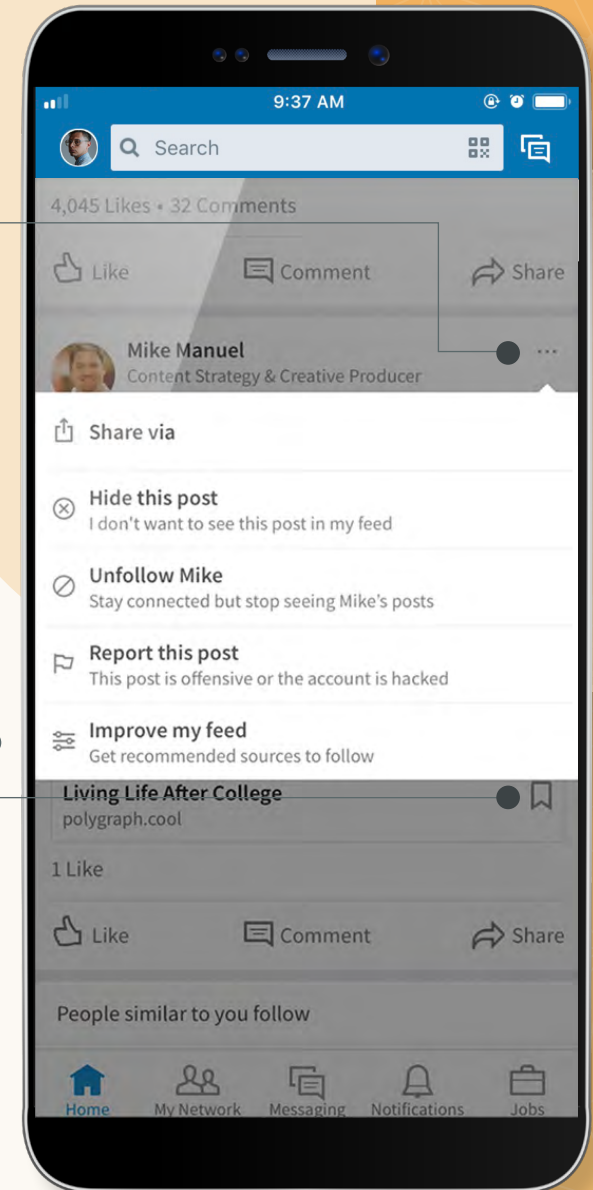 9:37 AM
Search
4,045 Likes • 32 Comments
Like Comment Share
Mike Manuel
Content Strategy & Creative Producer
Share via
Hide this post
I don't want to see this post in my feed
Unfollow Mike
Stay connected but stop seeing Mike's posts
Report this post
This post is offensive or the account is hacked
Improve my feed
Get recommended sources to follow
Living Life After College
polygraph.cool
1 Like
Like Comment Share
People similar to you follow
Home My Network Messaging Notifications Jobs